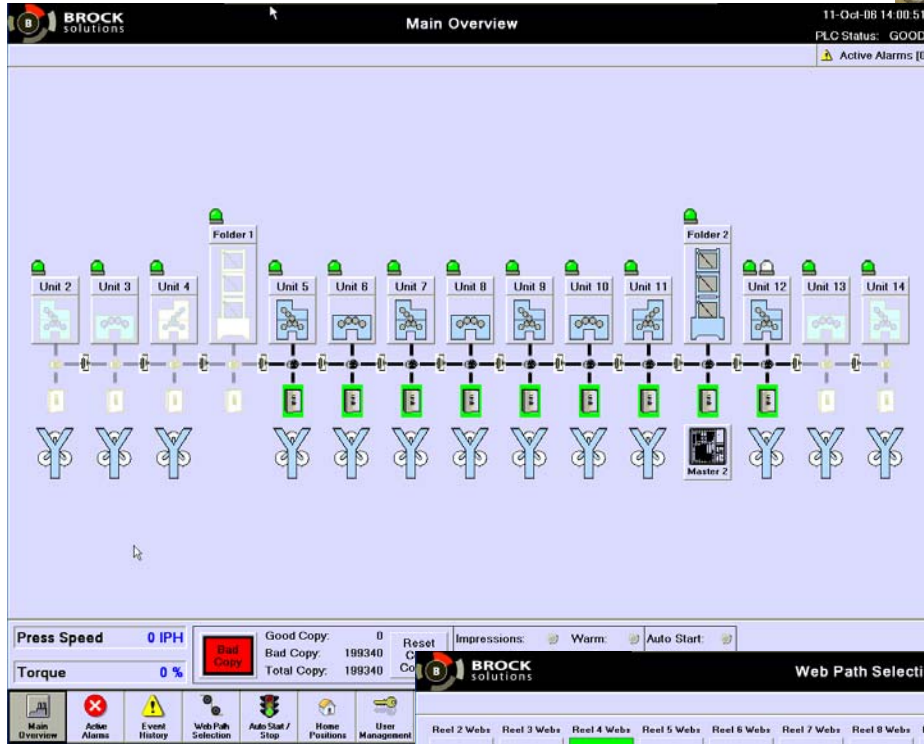 BROCK
solutions
Main Overview
11-Oct-06 14:00:51
PLC Status: GOOD
Active Alarms
Folder 1
Folder 2
Unit 2
Unit 3
Unit 4
Unit 5
Unit 6
Unit 7
Unit 8
Unit 9
Unit 10
Unit 11
Unit 12
Unit 13
Unit 14
Master 2
Press Speed 0 IPH
Torque 0 %
Bad
Copy
Good Copy: 0
Bad Copy: 199340
Total Copy: 199340
Reset
Impressions: Warm: Auto Start:
Main
Overview
Active
Alarms
Event
History
Web Path
Selection
Auto Start /
Stop
Home
Positions
User
Management
BROCK
solutions
Web Path Selecti
Reel 2 Webs Reel 3 Webs Reel 4 Webs Reel 5 Webs Reel 6 Webs Reel 7 Webs Reel 8 Webs